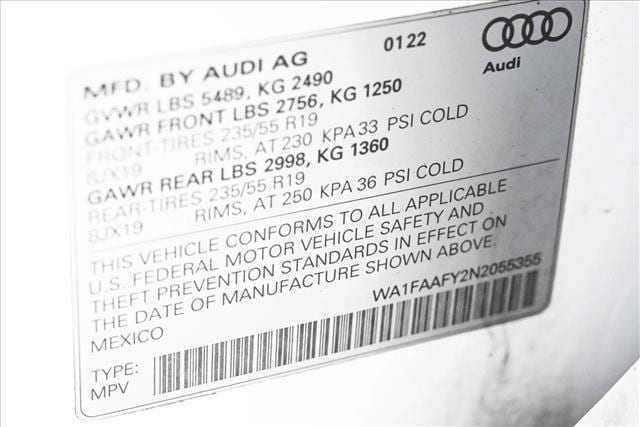 MFD. BY AUDI AG 0122
Audi
GVWR LBS 5489, KG 2490
GAWR FRONT LBS 2756, KG 1250
FRONT-TIRES 235/55 R19
8JX19 RIMS, AT 230 KPA 33 PSI COLD
GAWR REAR LBS 2998, KG 1360
REAR-TIRES 235/55 R19
8JX19 RIMS, AT 250 KPA 36 PSI COLD
THIS VEHICLE CONFORMS TO ALL APPLICABLE
U.S. FEDERAL MOTOR VEHICLE SAFETY AND
THEFT PREVENTION STANDARDS IN EFFECT ON
THE DATE OF MANUFACTURE SHOWN ABOVE.
MEXICO WA1FAAFY2N2055355
TYPE:
MPV